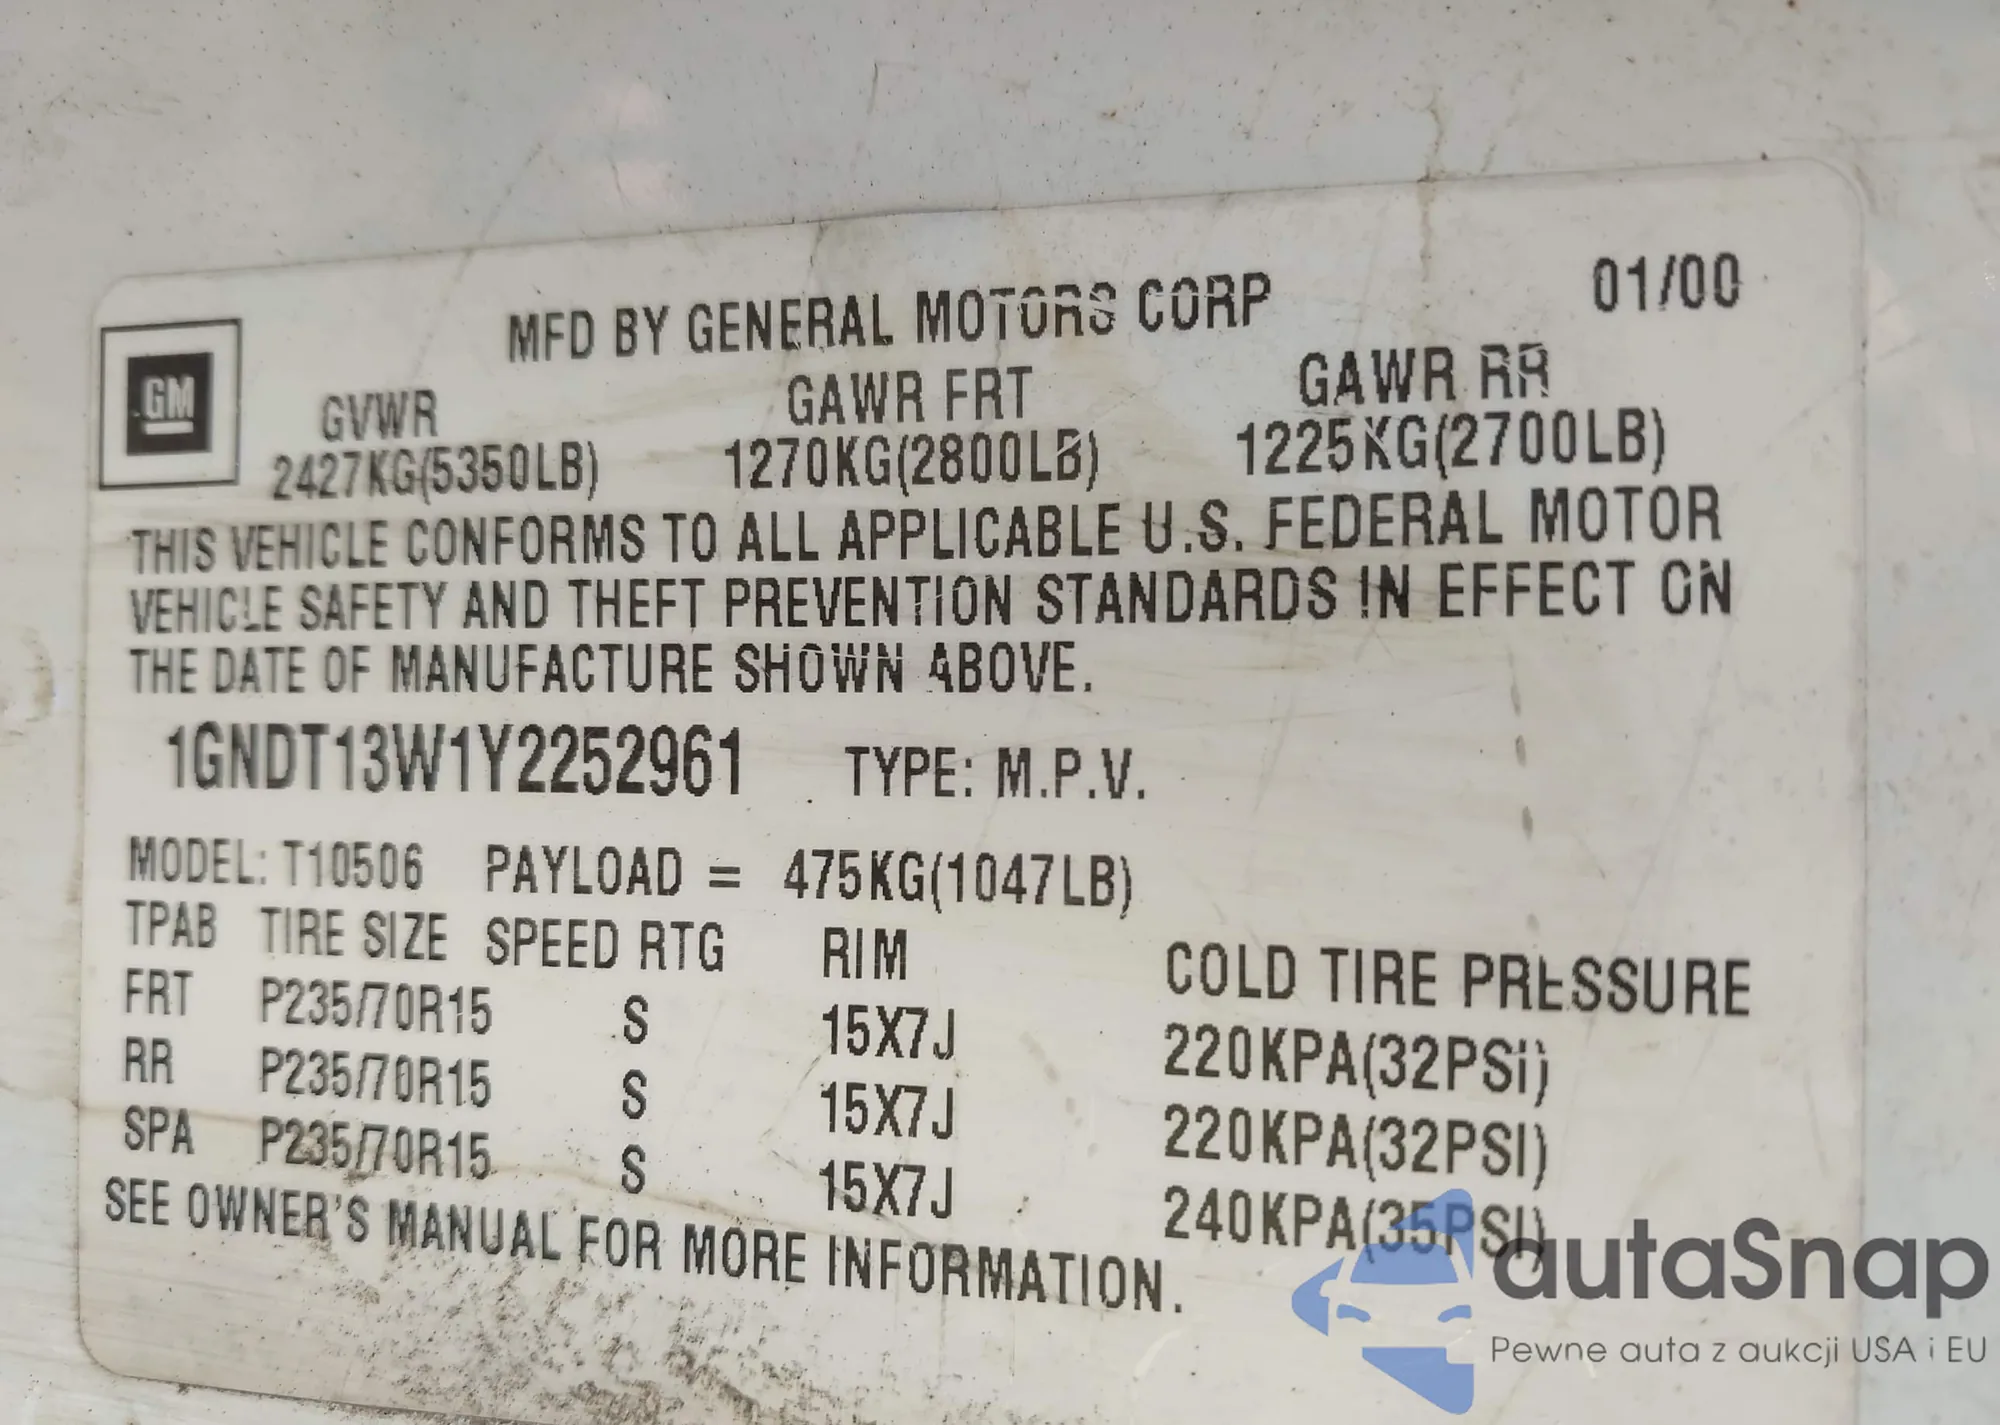 01/00
MFD BY GENERAL MOTORS CORP
GM
GVWR GAWR FRT GAWR RR
2427KG(5350LB) 1270KG(2800LB) 1225KG(2700LB)
THIS VEHICLE CONFORMS TO ALL APPLICABLE U.S. FEDERAL MOTOR
VEHICLE SAFETY AND THEFT PREVENTION STANDARDS IN EFFECT ON
THE DATE OF MANUFACTURE SHOWN ABOVE.
1GNDT13W1Y2252961 TYPE: M.P.V.
MODEL: T10506 PAYLOAD = 475KG(1047LB)
TPAB TIRE SIZE SPEED RTG RIM COLD TIRE PRESSURE
FRT P235/70R15 S 15X7J 220KPA(32PSI)
RR P235/70R15 S 15X7J 220KPA(32PSI)
SPA P235/70R15 S 15X7J 240KPA(35PSI)
SEE OWNER'S MANUAL FOR MORE INFORMATION.
autaSnap
Pewne auta z aukcji USA i EU